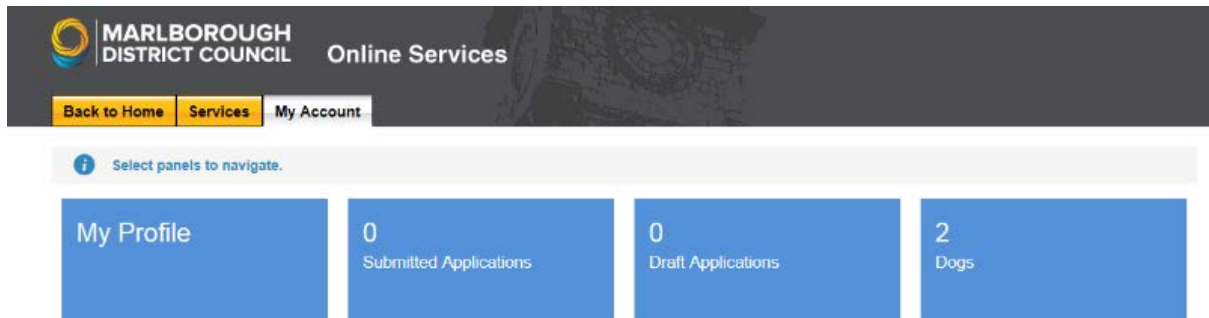 MARLBOROUGH
DISTRICT COUNCIL
Online Services
Back to Home
Services
My Account
Select panels to navigate.
My Profile
0
Submitted Applications
0
Draft Applications
2
Dogs